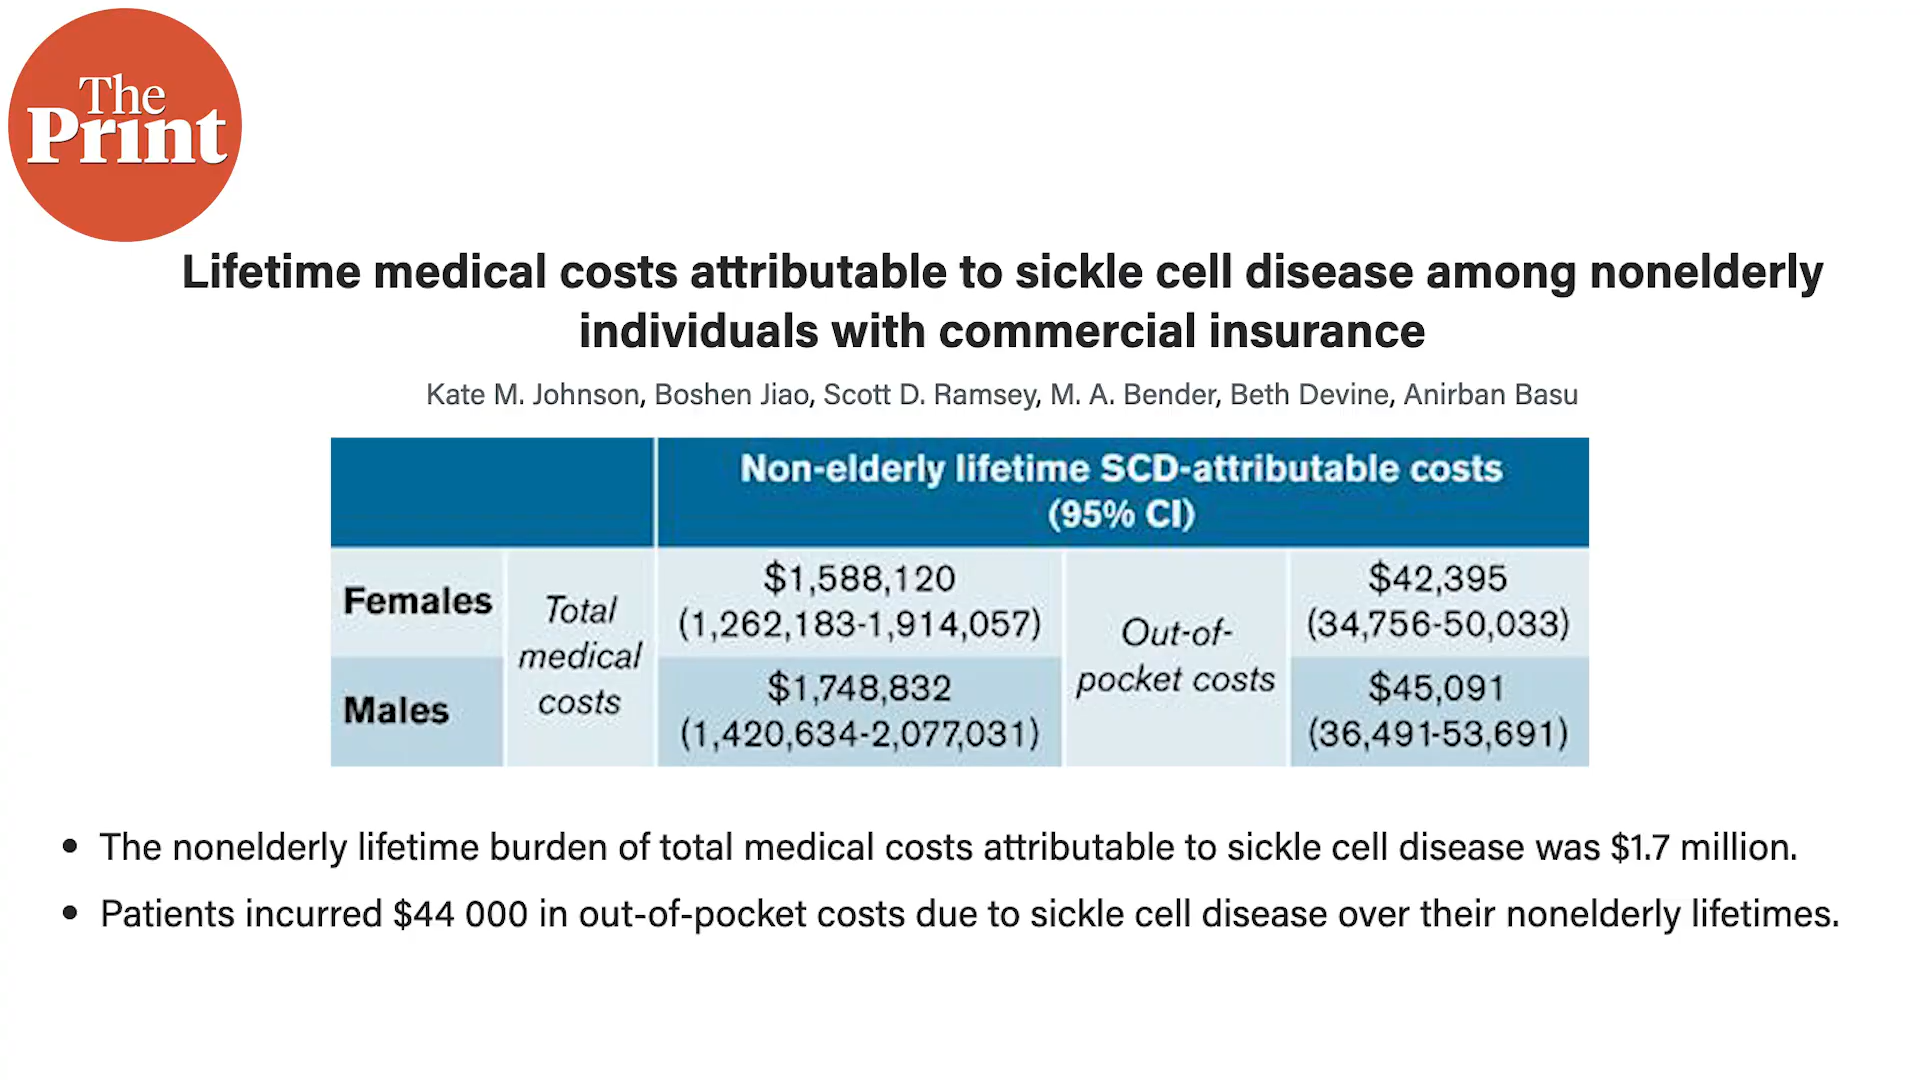 The
Print
Lifetime medical costs attributable to sickle cell disease among nonelderly
individuals with commercial insurance
Kate M. Johnson, Boshen Jiao, Scott D. Ramsey, M. A. Bender, Beth Devine, Anirban Basu
Non-elderly lifetime SCD-attributable costs
(95% CI)
Females
Total
medical
costs
$1,588,120
(1,262,183-1,914,057)
Out-of-
pocket costs
$42,395
(34,756-50,033)
Males
$1,748,832
(1,420,634-2,077,031)
$45,091
(36,491-53,691)
• The nonelderly lifetime burden of total medical costs attributable to sickle cell disease was $1.7 million.
• Patients incurred $44 000 in out-of-pocket costs due to sickle cell disease over their nonelderly lifetimes.